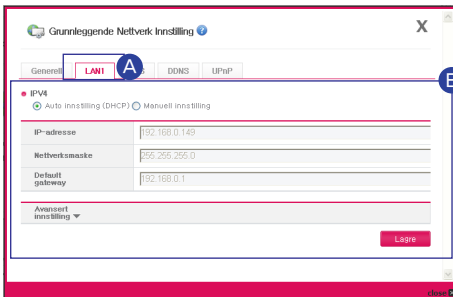 Grunnleggende Nettverk Innstilling ?
X
Generell LAN1 A DDNS UPnP
B
IPV4
Auto innstilling (DHCP) Manuell innstilling
IP-adresse 192.168.0.149
Nettverksmaske 255.255.255.0
Default
gateway 192.168.0.1
Avansert
innstilling
Lagre
close